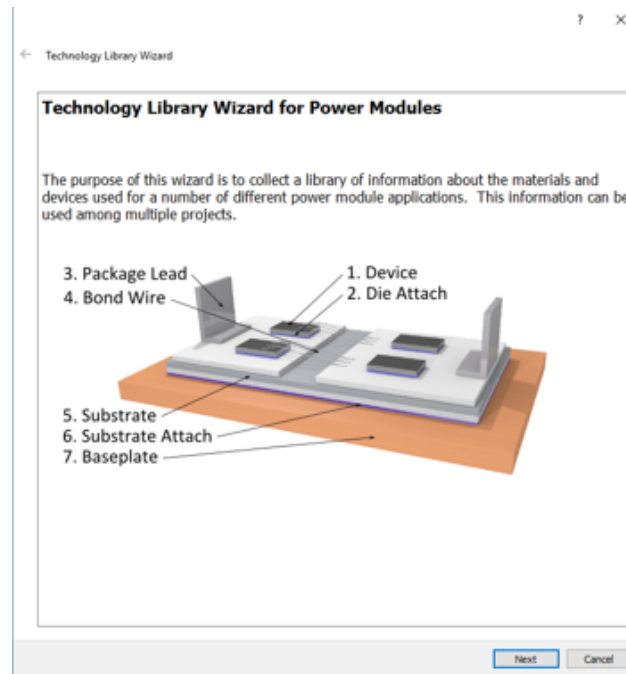 ? ×
← Technology Library Wizard
Technology Library Wizard for Power Modules
The purpose of this wizard is to collect a library of information about the materials and
devices used for a number of different power module applications. This information can be
used among multiple projects.
3. Package Lead
1. Device
4. Bond Wire
2. Die Attach
5. Substrate
6. Substrate Attach
7. Baseplate
Next Cancel